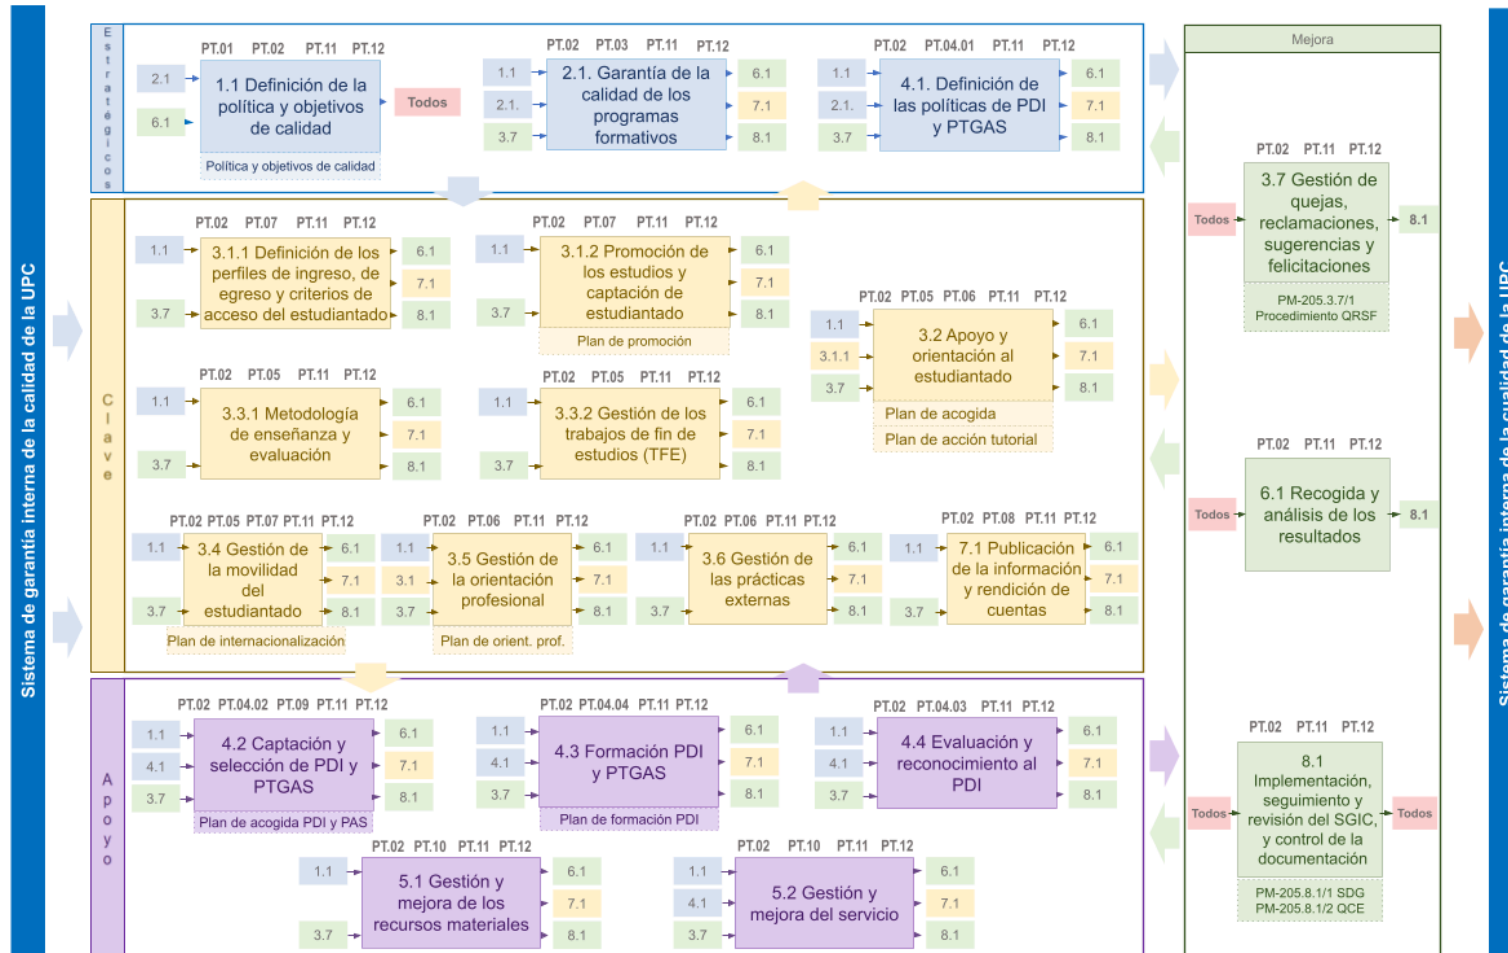 Sistema de garantía interna de la calidad de la UPC
Estratégicos
PT.01 PT.02 PT.11 PT.12
2.1
6.1
1.1 Definición de la
política y objetivos
de calidad
Política y objetivos de calidad
Todos
PT.02 PT.03 PT.11 PT.12
1.1
2.1.
3.7
2.1. Garantía de la
calidad de los
programas
formativos
6.1
7.1
8.1
PT.02 PT.04.01 PT.11 PT.12
1.1
2.1.
3.7
4.1. Definición de
las políticas de PDI
y PTGAS
6.1
7.1
8.1
Clave
PT.02 PT.07 PT.11 PT.12
1.1
3.7
3.1.1 Definición de los
perfiles de ingreso, de
egreso y criterios de
acceso del estudiantado
6.1
7.1
8.1
PT.02 PT.07 PT.11 PT.12
1.1
3.7
3.1.2 Promoción de
los estudios y
captación de
estudiantado
Plan de promoción
6.1
7.1
8.1
PT.02 PT.05 PT.06 PT.11 PT.12
1.1
3.1.1
3.7
3.2 Apoyo y
orientación al
estudiantado
Plan de acogida
Plan de acción tutorial
6.1
7.1
8.1
PT.02 PT.05 PT.11 PT.12
1.1
3.7
3.3.1 Metodología
de enseñanza y
evaluación
6.1
7.1
8.1
PT.02 PT.05 PT.11 PT.12
1.1
3.7
3.3.2 Gestión de los
trabajos de fin de
estudios (TFE)
6.1
7.1
8.1
PT.02 PT.05 PT.07 PT.11 PT.12
1.1
3.7
3.4 Gestión de
la movilidad
del
estudiantado
Plan de internacionalización
6.1
7.1
8.1
PT.02 PT.06 PT.11 PT.12
1.1
3.1
3.7
3.5 Gestión de
la orientación
profesional
Plan de orient. prof.
6.1
7.1
8.1
PT.02 PT.06 PT.11 PT.12
1.1
3.7
3.6 Gestión de
las prácticas
externas
6.1
7.1
8.1
PT.02 PT.08 PT.11 PT.12
1.1
3.7
7.1 Publicación
de la información
y rendición de
cuentas
6.1
7.1
8.1
Apoyo
PT.02 PT.04.02 PT.09 PT.11 PT.12
1.1
4.1
3.7
4.2 Captación y
selección de PDI y
PTGAS
Plan de acogida PDI y PAS
6.1
7.1
8.1
PT.02 PT.04.04 PT.11 PT.12
1.1
4.1
3.7
4.3 Formación PDI
y PTGAS
Plan de formación PDI
6.1
7.1
8.1
PT.02 PT.04.03 PT.11 PT.12
1.1
4.1
3.7
4.4 Evaluación y
reconocimiento al
PDI
6.1
7.1
8.1
PT.02 PT.10 PT.11 PT.12
1.1
3.7
5.1 Gestión y
mejora de los
recursos materiales
6.1
7.1
8.1
PT.02 PT.10 PT.11 PT.12
1.1
4.1
3.7
5.2 Gestión y
mejora del servicio
6.1
7.1
8.1
Mejora
PT.02 PT.11 PT.12
Todos
3.7 Gestión de
quejas,
reclamaciones,
sugerencias y
felicitaciones
PM-205.3.7/1
Procedimiento QRSF
8.1
PT.02 PT.11 PT.12
Todos
6.1 Recogida y
análisis de los
resultados
8.1
PT.02 PT.11 PT.12
Todos
8.1
Implementación,
seguimiento y
revisión del SGIC,
y control de la
documentación
PM-205.8.1/1 SDG
PM-205.8.1/2 QCE
Todos
Sistema de garantía interna de la cualidad de la UPC